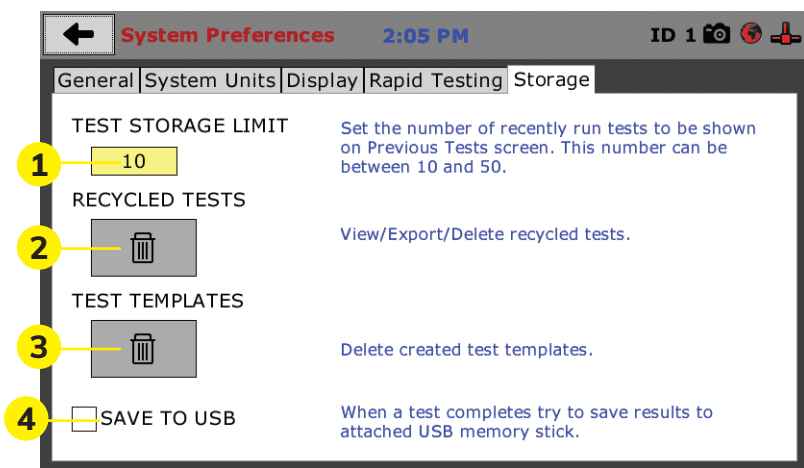 System Preferences 2:05 PM ID 1
General System Units Display Rapid Testing Storage
TEST STORAGE LIMIT
Set the number of recently run tests to be shown
on Previous Tests screen. This number can be
between 10 and 50.
1
10
RECYCLED TESTS
2
View/Export/Delete recycled tests.
TEST TEMPLATES
3
Delete created test templates.
4
SAVE TO USB
When a test completes try to save results to
attached USB memory stick.